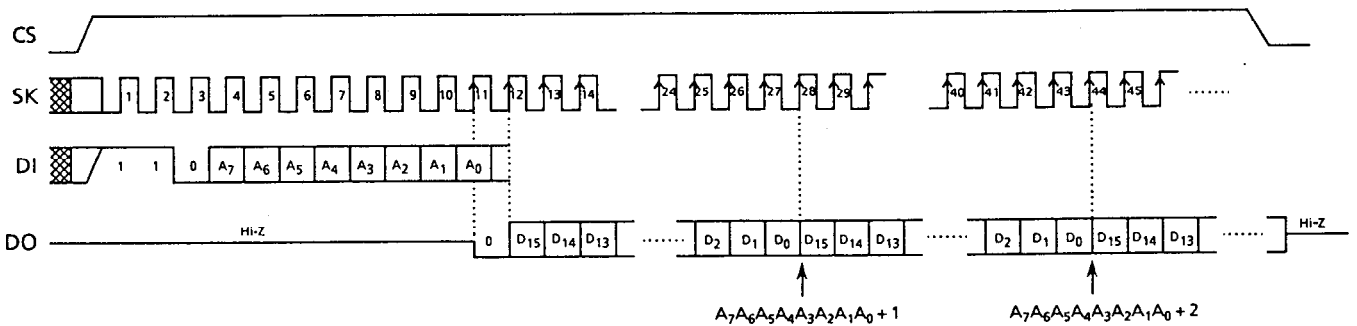 CS
SK 1 2 3 4 5 6 7 8 9 10 11 12 13 14 24 25 26 27 28 29 40 41 42 43 44 45 ......
DI 1 1 0 A7 A6 A5 A4 A3 A2 A1 A0
DO Hi-Z 0 D15 D14 D13 ...... D2 D1 D0 D15 D14 D13 ...... D2 D1 D0 D15 D14 D13 ...... Hi-Z
A7A6A5A4A3A2A1A0 + 1 A7A6A5A4A3A2A1A0 + 2